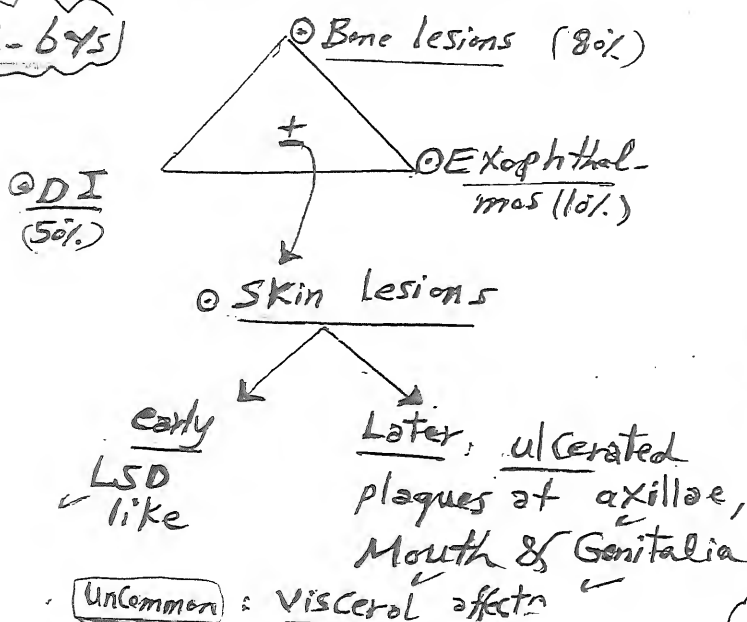 - 6ys)
⊙ Bone lesions (80%)
±
⊙ DI
(50%)
⊙ Exophthal-
mos (10%)
⊙ Skin lesions
early
LSD
like
Later: ulcerated
plaques at axillae,
Mouth & Genitalia
Uncommon : Visceral affectn